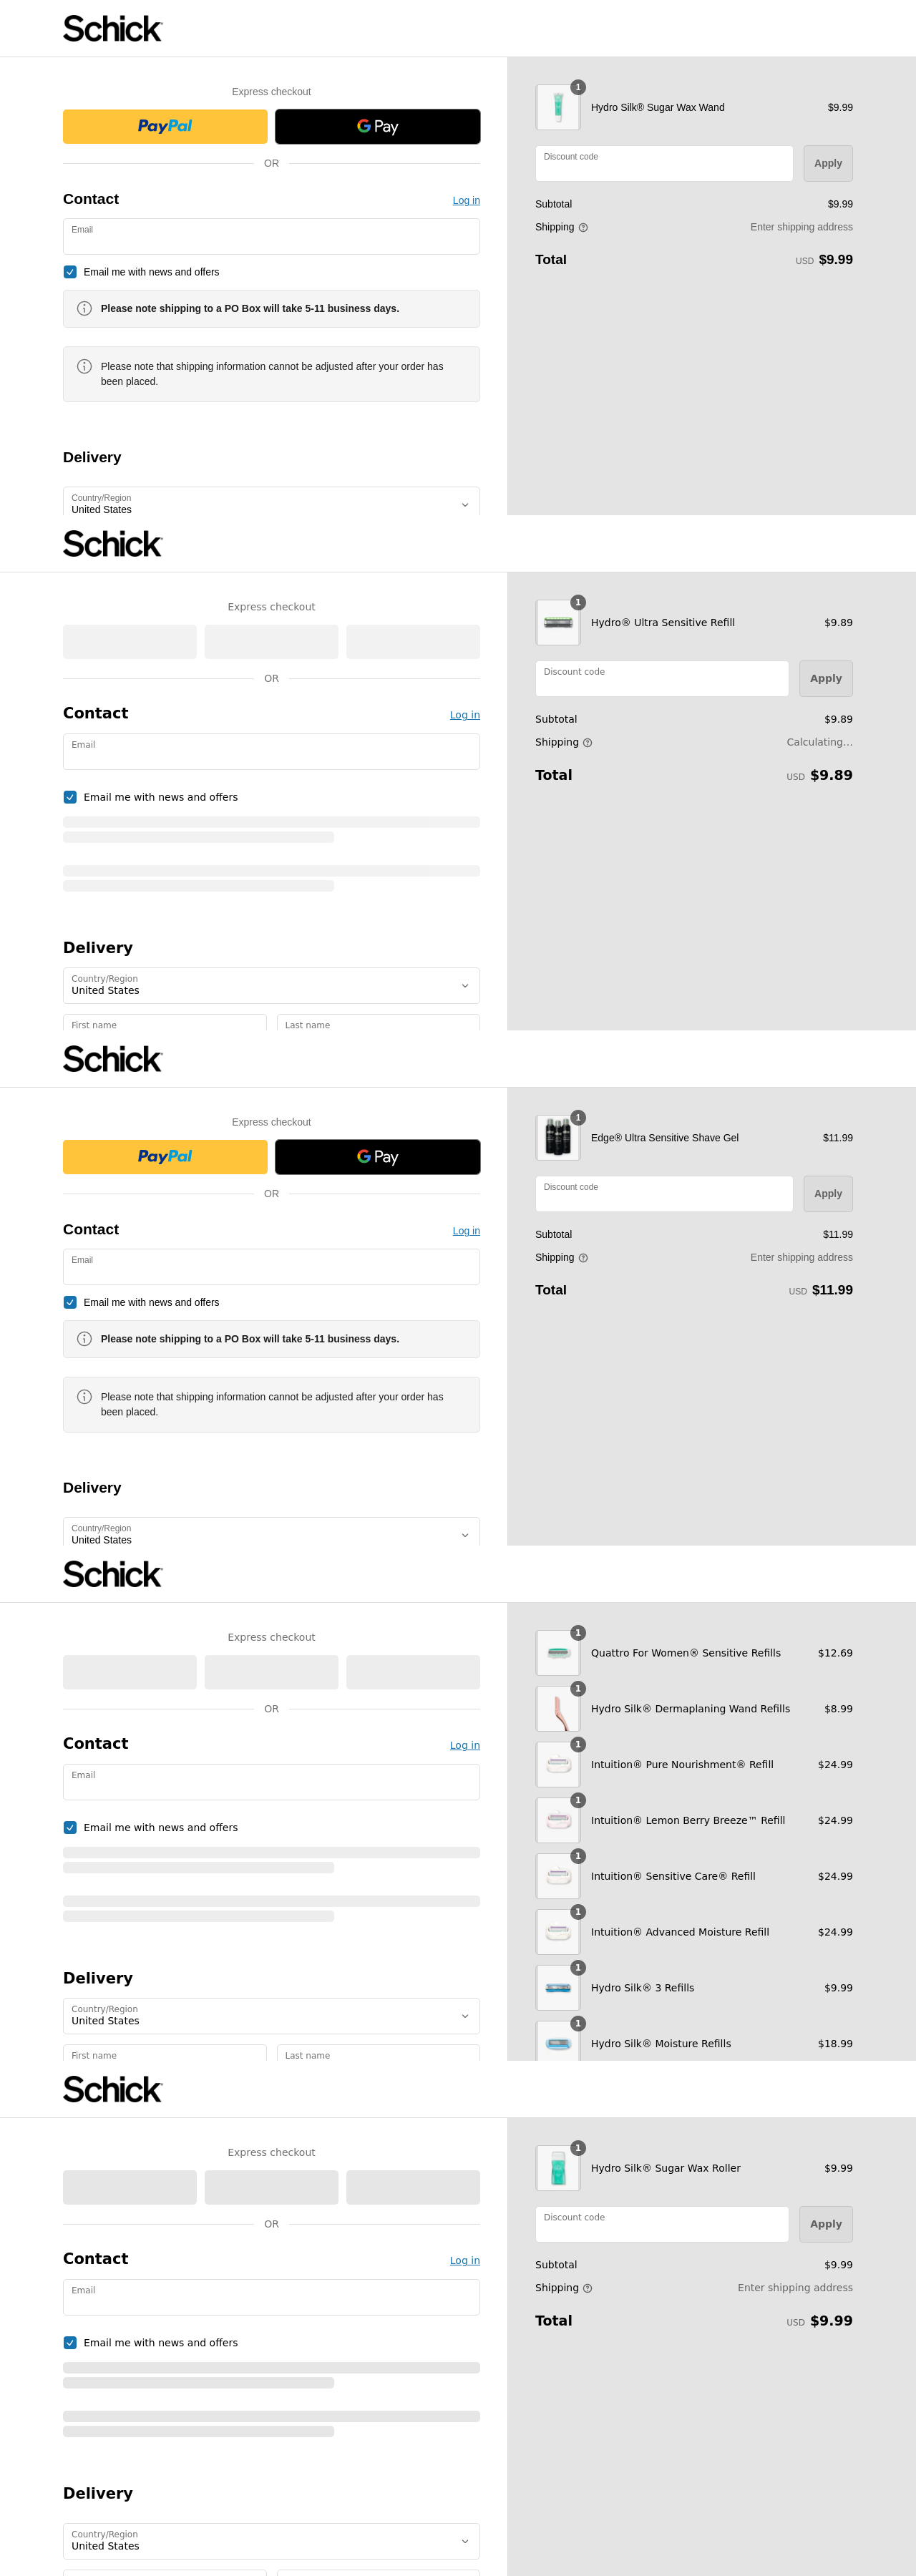 Schick
Express checkout
PayPal
G Pay
OR
Contact
Log in
Email
Email me with news and offers
Please note shipping to a PO Box will take 5-11 business days.
Please note that shipping information cannot be adjusted after your order has
been placed.
Delivery
Country/Region
United States
1
Hydro Silk® Sugar Wax Wand
$9.99
Discount code
Apply
Subtotal
$9.99
Shipping
Enter shipping address
Total
USD $9.99
Schick
Express checkout
OR
Contact
Log in
Email
Email me with news and offers
Delivery
Country/Region
United States
First name
Last name
1
Hydro® Ultra Sensitive Refill
$9.89
Discount code
Apply
Subtotal
$9.89
Shipping
Calculating...
Total
USD $9.89
Schick
Express checkout
PayPal
G Pay
OR
Contact
Log in
Email
Email me with news and offers
Please note shipping to a PO Box will take 5-11 business days.
Please note that shipping information cannot be adjusted after your order has
been placed.
Delivery
Country/Region
United States
1
Edge® Ultra Sensitive Shave Gel
$11.99
Discount code
Apply
Subtotal
$11.99
Shipping
Enter shipping address
Total
USD $11.99
Schick
Express checkout
OR
Contact
Log in
Email
Email me with news and offers
Delivery
Country/Region
United States
First name
Last name
1
Quattro For Women® Sensitive Refills
$12.69
1
Hydro Silk® Dermaplaning Wand Refills
$8.99
1
Intuition® Pure Nourishment® Refill
$24.99
1
Intuition® Lemon Berry Breeze™ Refill
$24.99
1
Intuition® Sensitive Care® Refill
$24.99
1
Intuition® Advanced Moisture Refill
$24.99
1
Hydro Silk® 3 Refills
$9.99
1
Hydro Silk® Moisture Refills
$18.99
Schick
Express checkout
OR
Contact
Log in
Email
Email me with news and offers
Delivery
Country/Region
United States
1
Hydro Silk® Sugar Wax Roller
$9.99
Discount code
Apply
Subtotal
$9.99
Shipping
Enter shipping address
Total
USD $9.99